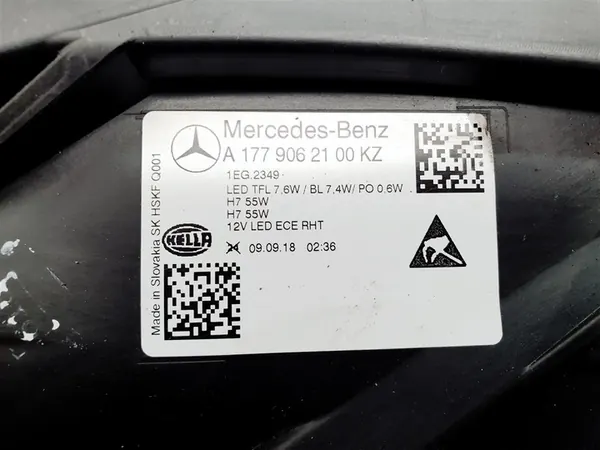 Mercedes-Benz
A 177 906 21 00 KZ
1EG.2349
LED TFL 7,6W / BL 7,4W/ PO 0,6W
H7 55W
H7 55W
12V LED ECE RHT
HELLA
09.09.18 02:36
Made in Slovakia SK HSKF Q001